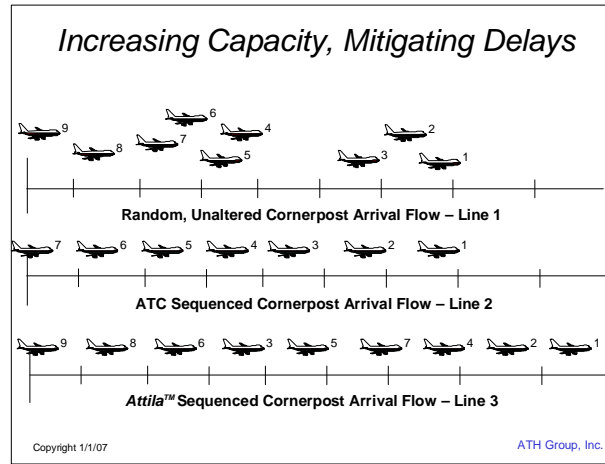 Increasing Capacity, Mitigating Delays
9 8 7 6 5 4 3 2 1
Random, Unaltered Cornerpost Arrival Flow – Line 1
7 6 5 4 3 2 1
ATC Sequenced Cornerpost Arrival Flow – Line 2
9 8 6 3 5 7 4 2 1
Attila™ Sequenced Cornerpost Arrival Flow – Line 3
Copyright 1/1/07
ATH Group, Inc.